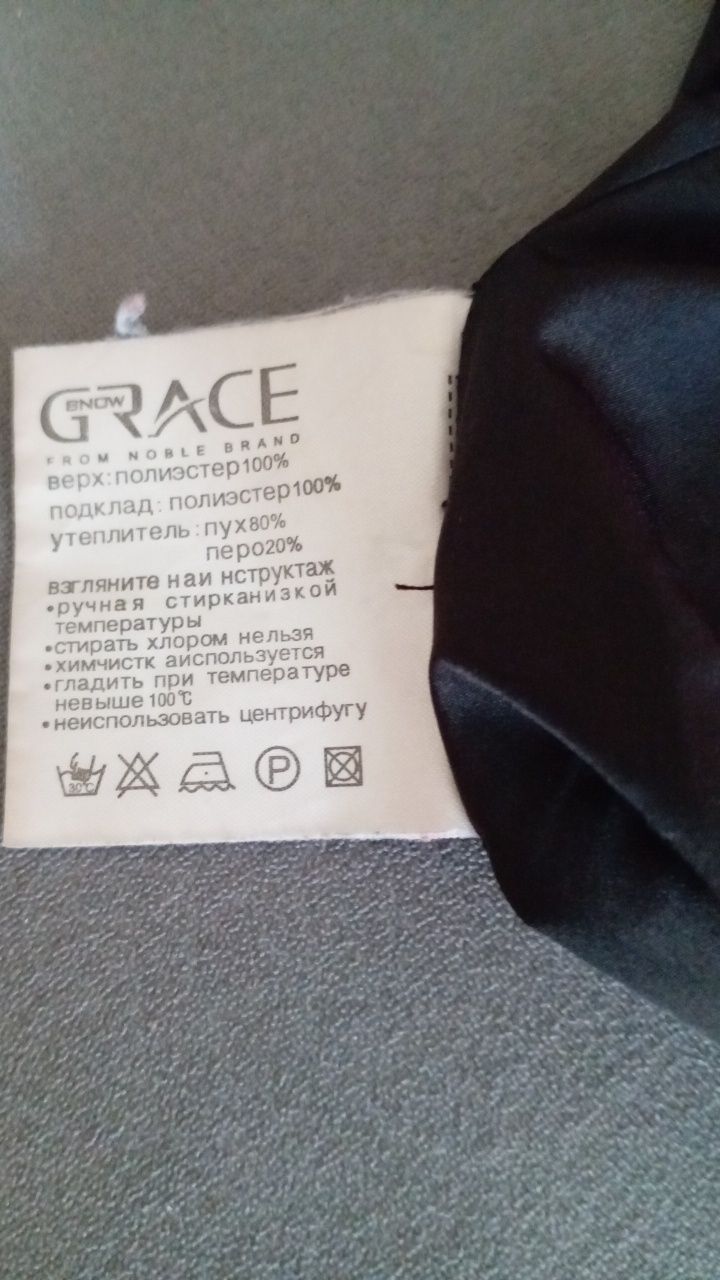 SNOW
GRACE
FROM NOBLE BRAND
верх:полиэстер100%
подклад: полиэстер100%
утеплитель:пух80%
перо20%
взгляните наи нструктаж
•ручная стирканизкой
температуры
•стирать хлором нельзя
•химчистк аиспользуется
•гладить при температуре
невыше 100℃
•неиспользовать центрифугу
30℃
P